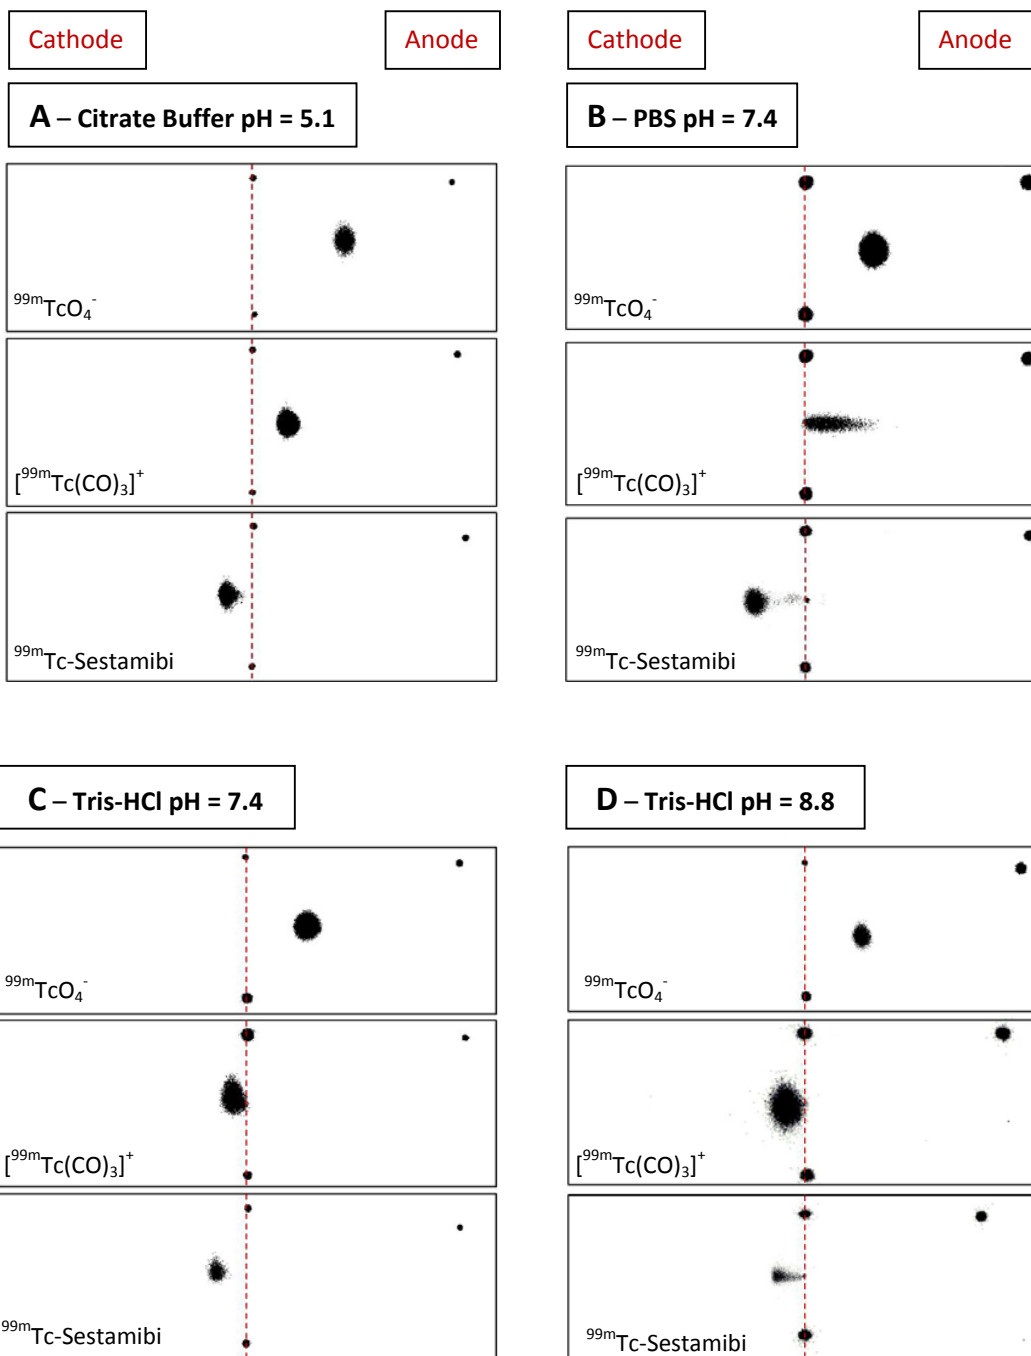 Cathode
Anode
A – Citrate Buffer pH = 5.1
⁹⁹ᵐTcO₄⁻
[⁹⁹ᵐTc(CO)₃]⁺
⁹⁹ᵐTc-Sestamibi
Cathode
Anode
B – PBS pH = 7.4
⁹⁹ᵐTcO₄⁻
[⁹⁹ᵐTc(CO)₃]⁺
⁹⁹ᵐTc-Sestamibi
C – Tris-HCl pH = 7.4
⁹⁹ᵐTcO₄⁻
[⁹⁹ᵐTc(CO)₃]⁺
⁹⁹ᵐTc-Sestamibi
D – Tris-HCl pH = 8.8
⁹⁹ᵐTcO₄⁻
[⁹⁹ᵐTc(CO)₃]⁺
⁹⁹ᵐTc-Sestamibi